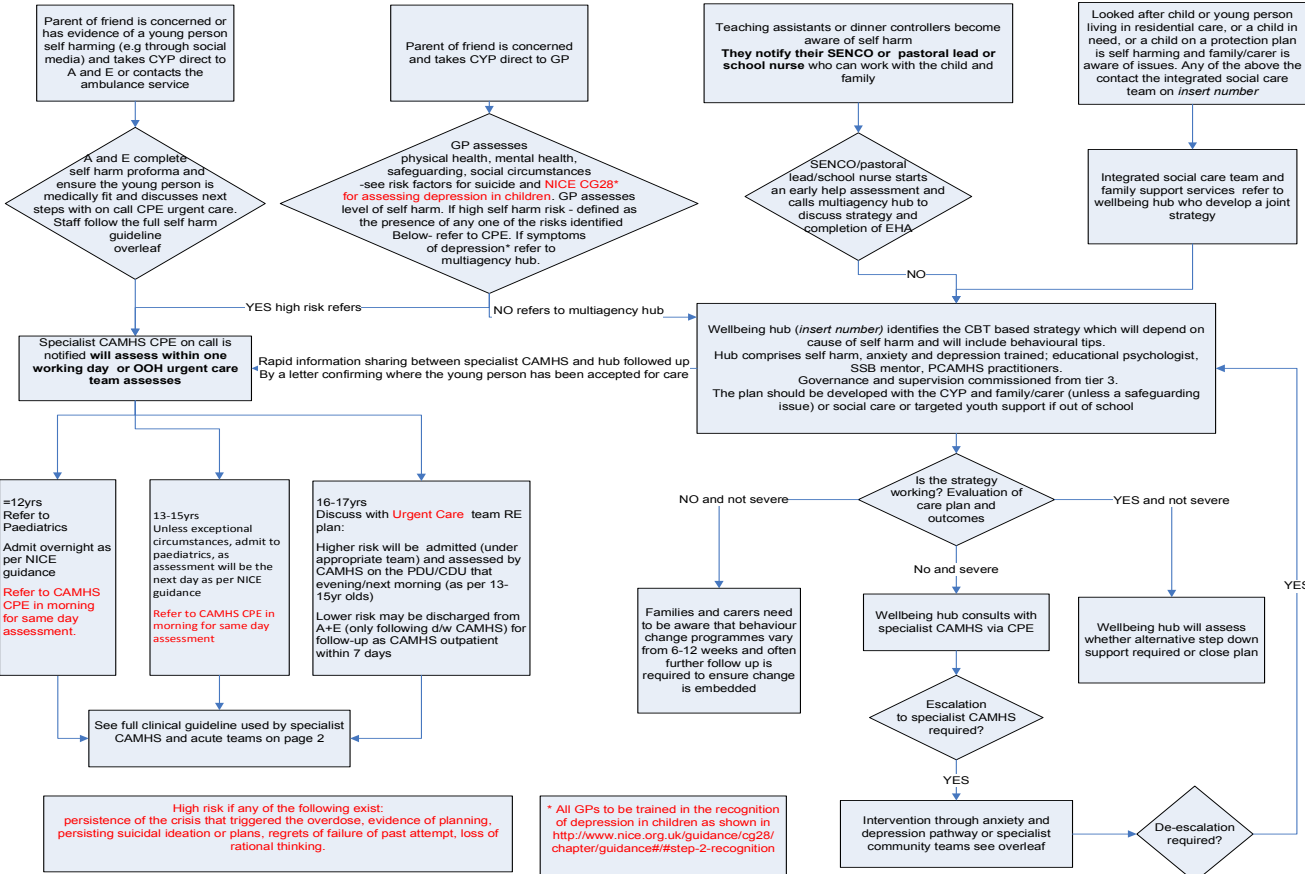 Parent of friend is concerned or
has evidence of a young person
self harming (e.g through social
media) and takes CYP direct to
A and E or contacts the
ambulance service
Parent of friend is concerned
and takes CYP direct to GP
Teaching assistants or dinner controllers become
aware of self harm
They notify their SENCO or pastoral lead or
school nurse who can work with the child and
family
Looked after child or young person
living in residential care, or a child in
need, or a child on a protection plan
is self harming and family/carer is
aware of issues. Any of the above the
contact the integrated social care
team on insert number
A and E complete
self harm proforma and
ensure the young person is
medically fit and discusses next
steps with on call CPE urgent care.
Staff follow the full self harm
guideline
overleaf
GP assesses
physical health, mental health,
safeguarding, social circumstances
-see risk factors for suicide and NICE CG28*
for assessing depression in children. GP assesses
level of self harm. If high self harm risk - defined as
the presence of any one of the risks identified
Below- refer to CPE. If symptoms
of depression* refer to
multiagency hub.
SENCO/pastoral
lead/school nurse starts
an early help assessment and
calls multiagency hub to
discuss strategy and
completion of EHA
Integrated social care team and
family support services refer to
wellbeing hub who develop a joint
strategy
NO
YES high risk refers
NO refers to multiagency hub
Specialist CAMHS CPE on call is
notified will assess within one
working day or OOH urgent care
team assesses
Rapid information sharing between specialist CAMHS and hub followed up
By a letter confirming where the young person has been accepted for care
Wellbeing hub (insert number) identifies the CBT based strategy which will depend on
cause of self harm and will include behavioural tips.
Hub comprises self harm, anxiety and depression trained; educational psychologist,
SSB mentor, PCAMHS practitioners.
Governance and supervision commissioned from tier 3.
The plan should be developed with the CYP and family/carer (unless a safeguarding
issue) or social care or targeted youth support if out of school
=12yrs
Refer to
Paediatrics
Admit overnight as
per NICE
guidance
Refer to CAMHS
CPE in morning
for same day
assessment.
13-15yrs
Unless exceptional
circumstances, admit to
paediatrics, as
assessment will be the
next day as per NICE
guidance
Refer to CAMHS CPE in
morning for same day
assessment
16-17yrs
Discuss with Urgent Care team RE
plan:
Higher risk will be admitted (under
appropriate team) and assessed by
CAMHS on the PDU/CDU that
evening/next morning (as per 13-
15yr olds)
Lower risk may be discharged from
A+E (only following d/w CAMHS) for
follow-up as CAMHS outpatient
within 7 days
Is the strategy
working? Evaluation of
care plan and
outcomes
NO and not severe
YES and not severe
No and severe
YES
Families and carers need
to be aware that behaviour
change programmes vary
from 6-12 weeks and often
further follow up is
required to ensure change
is embedded
Wellbeing hub consults with
specialist CAMHS via CPE
Wellbeing hub will assess
whether alternative step down
support required or close plan
See full clinical guideline used by specialist
CAMHS and acute teams on page 2
Escalation
to specialist CAMHS
required?
YES
High risk if any of the following exist:
persistence of the crisis that triggered the overdose, evidence of planning,
persisting suicidal ideation or plans, regrets of failure of past attempt, loss of
rational thinking.
* All GPs to be trained in the recognition
of depression in children as shown in
http://www.nice.org.uk/guidance/cg28/
chapter/guidance#/#step-2-recognition
Intervention through anxiety and
depression pathway or specialist
community teams see overleaf
De-escalation
required?